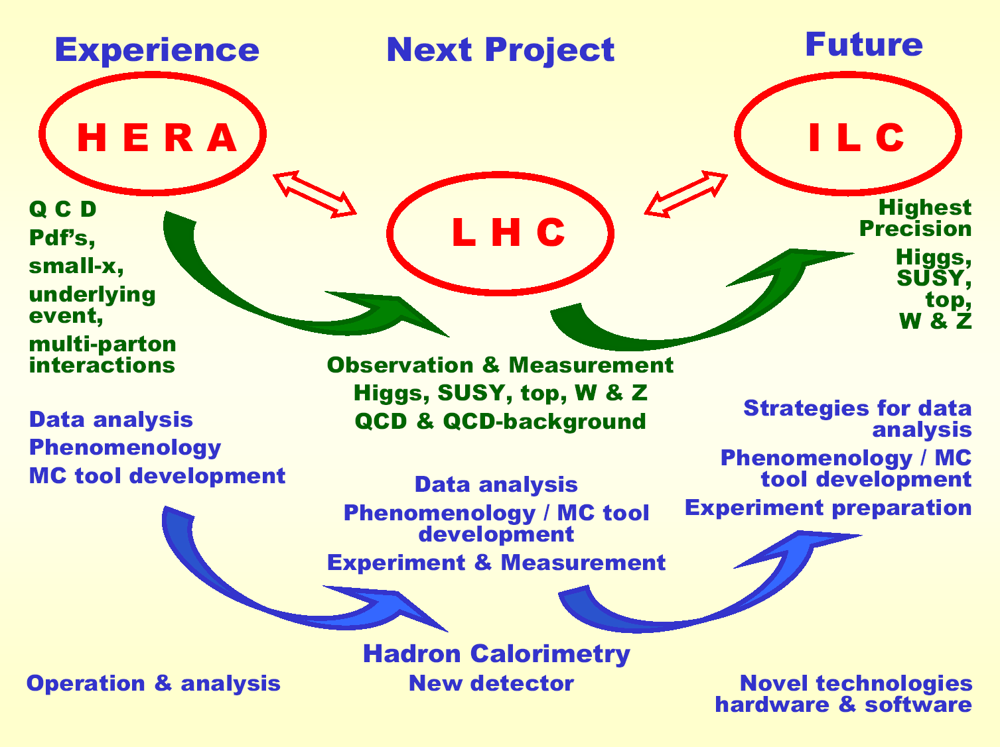 Experience
Next Project
Future
H E R A
L H C
I L C
Q C D
Pdf’s,
small-x,
underlying
event,
multi-parton
interactions
Observation & Measurement
Higgs, SUSY, top, W & Z
QCD & QCD-background
Highest
Precision
Higgs,
SUSY,
top,
W & Z
Data analysis
Phenomenology
MC tool development
Data analysis
Phenomenology / MC tool
development
Experiment & Measurement
Strategies for data
analysis
Phenomenology / MC
tool development
Experiment preparation
Hadron Calorimetry
Operation & analysis
New detector
Novel technologies
hardware & software